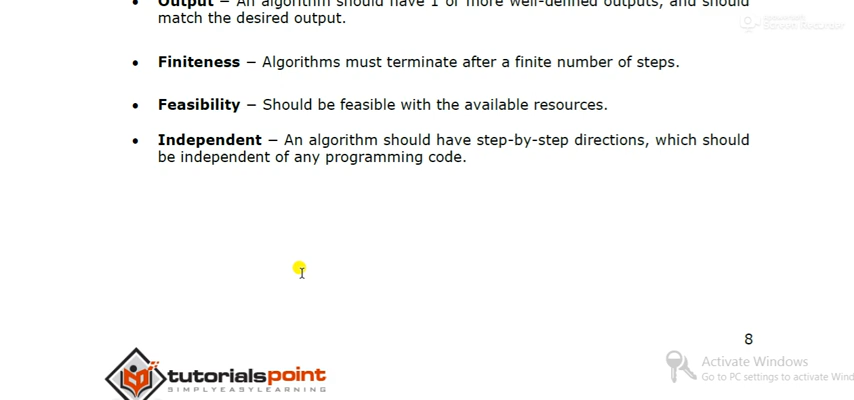 • Output − An algorithm should have 1 or more well-defined outputs, and should
match the desired output.
• Finiteness − Algorithms must terminate after a finite number of steps.
• Feasibility − Should be feasible with the available resources.
• Independent − An algorithm should have step-by-step directions, which should
be independent of any programming code.
8
tutorialspoint
SIMPLYEASYLEARNING
Activate Windows
Go to PC settings to activate Wind
Screen Recorder